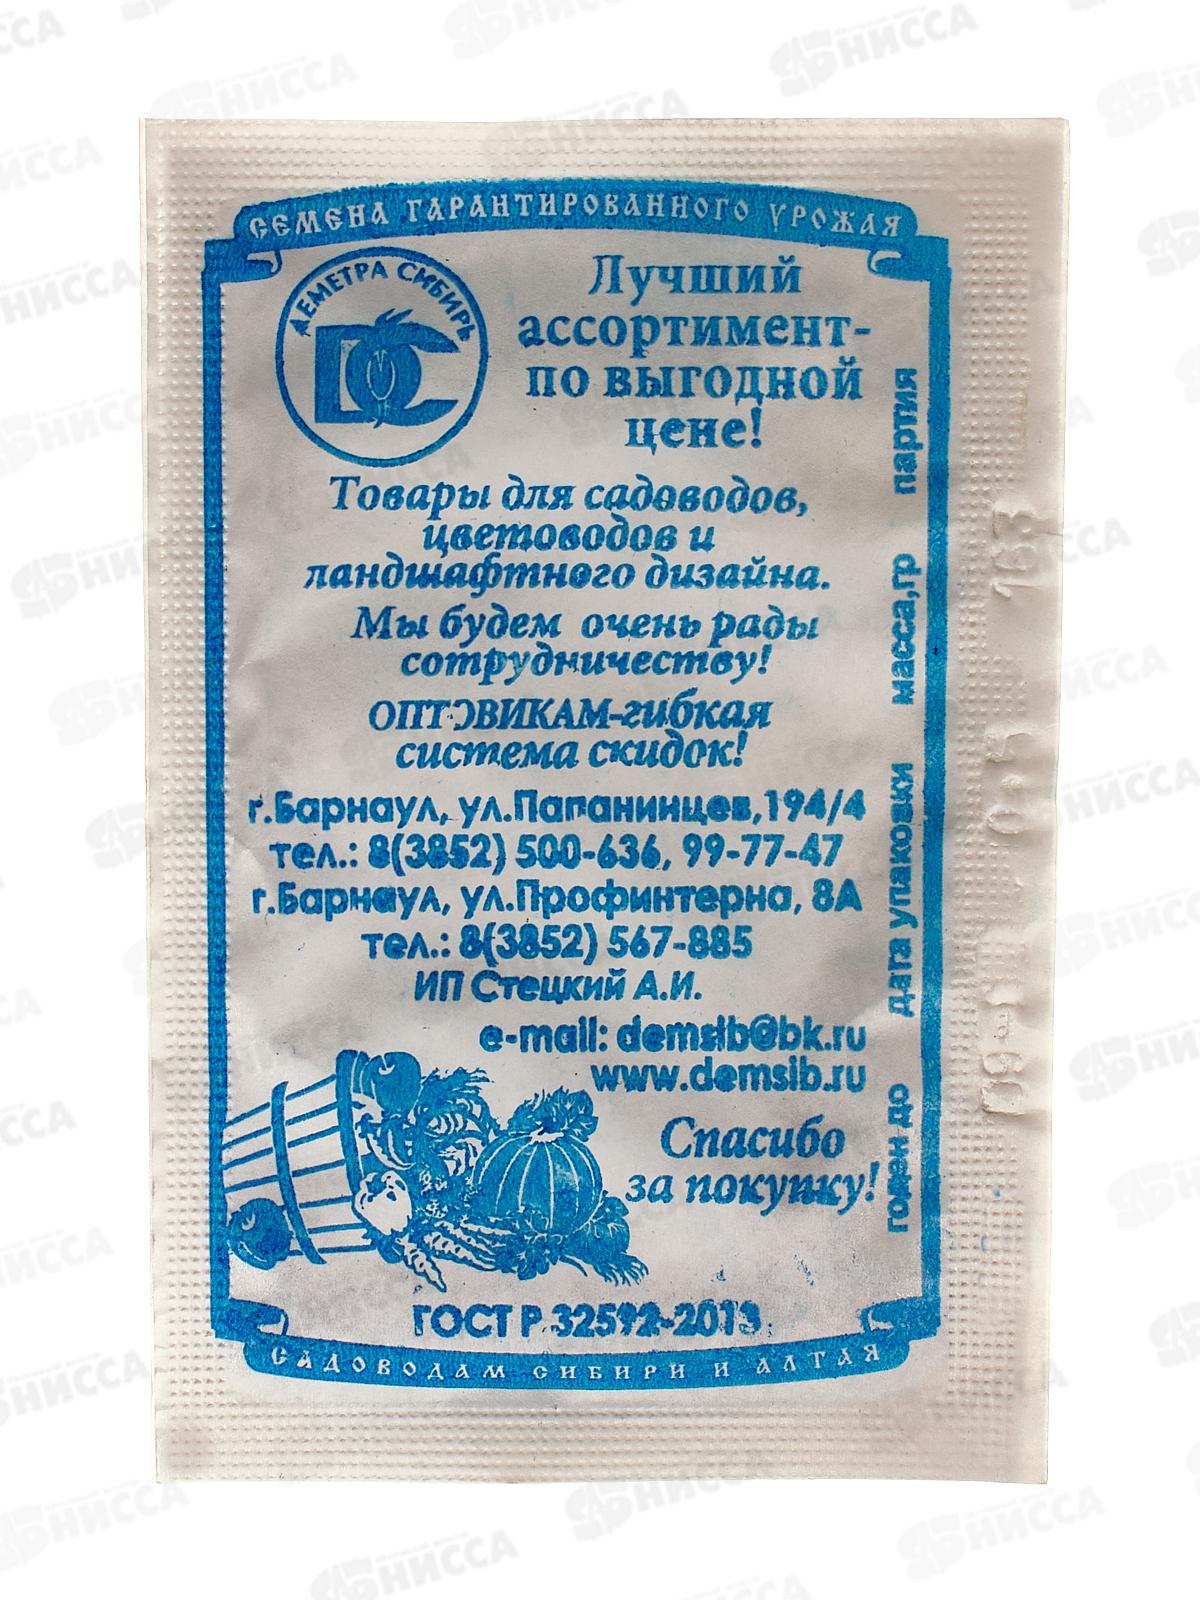 СЕМЕНА ГАРАНТИРОВАННОГО УРОЖАЯ
ДЕМЕТРА СИБИРЬ
ДС
Лучший
ассортимент-
по выгодной
цене!
Товары для садоводов,
цветоводов и
ландшафтного дизайна.
Мы будем очень рады
сотрудничеству!
ОПТОВИКАМ-гибкая
система скидок!
г.Барнаул, ул.Папанинцев,194/4
тел.: 8(3852) 500-636, 99-77-47
г.Барнаул, ул.Профинтерна, 8А
тел.: 8(3852) 567-885
ИП Стецкий А.И.
e-mail: demsib@bk.ru
www.demsib.ru
Спасибо
за покупку!
ГОСТ Р 32592-2013
САДОВОДАМ СИБИРИ И АЛТАЯ
годен до дата упаковки масса,гр партия
163
НИССА